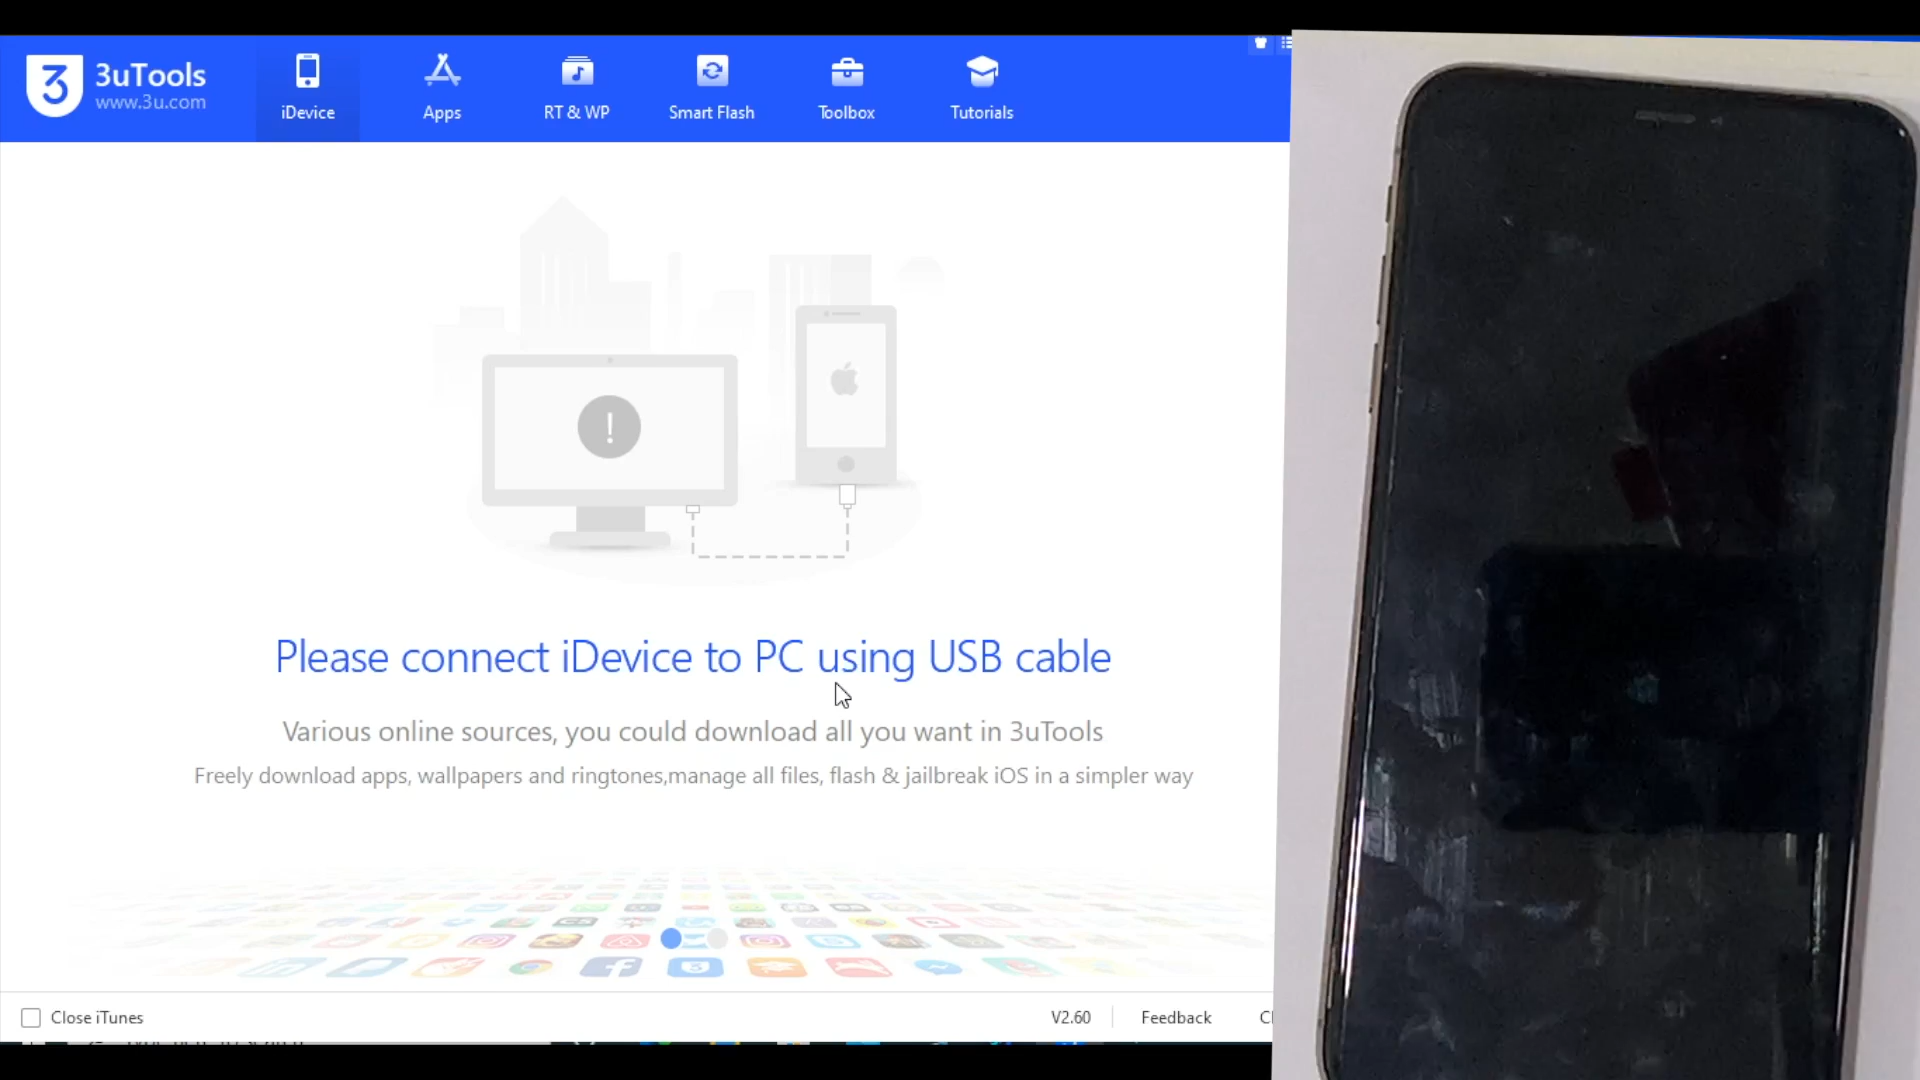 3uTools
www.3u.com
iDevice
Apps
RT & WP
Smart Flash
Toolbox
Tutorials
Please connect iDevice to PC using USB cable
Various online sources, you could download all you want in 3uTools
Freely download apps, wallpapers and ringtones,manage all files, flash & jailbreak iOS in a simpler way
Close iTunes
V2.60
Feedback